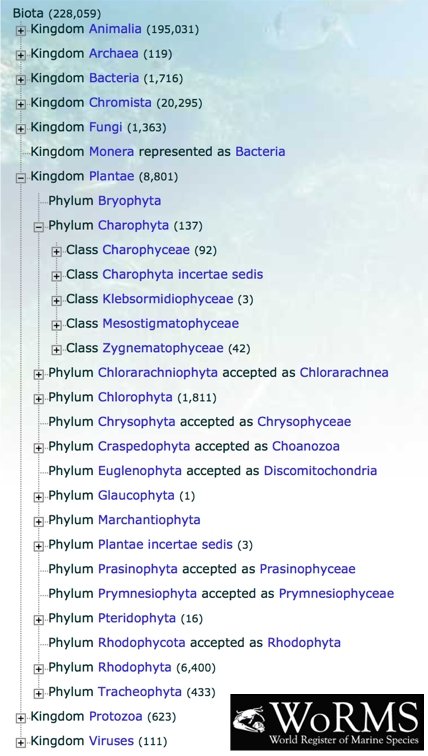 Biota (228,059)
Kingdom Animalia (195,031)
Kingdom Archaea (119)
Kingdom Bacteria (1,716)
Kingdom Chromista (20,295)
Kingdom Fungi (1,363)
Kingdom Monera represented as Bacteria
Kingdom Plantae (8,801)
Phylum Bryophyta
Phylum Charophyta (137)
Class Charophyceae (92)
Class Charophyta incertae sedis
Class Klebsormidiophyceae (3)
Class Mesostigmatophyceae
Class Zygnematophyceae (42)
Phylum Chlorarachniophyta accepted as Chlorarachnea
Phylum Chlorophyta (1,811)
Phylum Chrysophyta accepted as Chrysophyceae
Phylum Craspedophyta accepted as Choanozoa
Phylum Euglenophyta accepted as Discomitochondria
Phylum Glaucophyta (1)
Phylum Marchantiophyta
Phylum Plantae incertae sedis (3)
Phylum Prasinophyta accepted as Prasinophyceae
Phylum Prymnesiophyta accepted as Prymnesiophyceae
Phylum Pteridophyta (16)
Phylum Rhodophycota accepted as Rhodophyta
Phylum Rhodophyta (6,400)
Phylum Tracheophyta (433)
Kingdom Protozoa (623)
Kingdom Viruses (111)
WoRMS
World Register of Marine Species